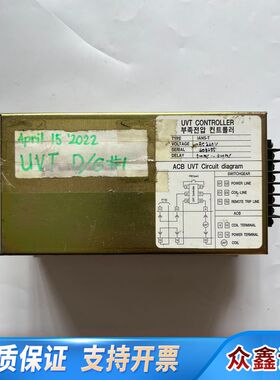 April 15 2022
UVT D/G#1
UVT CONTROLLER
부족전압 컨트롤러
TYPE
VOLTAGE
SERIAL
DELAY
ACB UVT Circuit diagram
SWITCHGEAR
POWER LINE
COIL LINE
REMOTE TRIP LINE
ACB
COIL TERMINAL
POWER TERMINAL
COIL
质保证 支持开票 众鑫